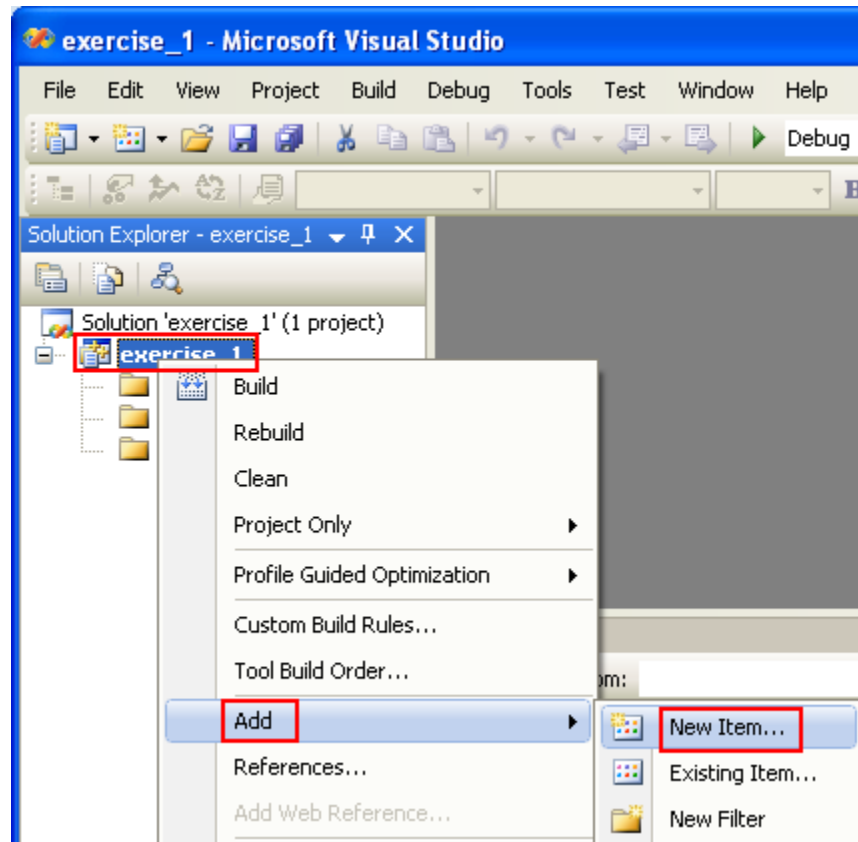 exercise_1 - Microsoft Visual Studio
File Edit View Project Build Debug Tools Test Window Help
Debug
Solution Explorer - exercise_1
Solution 'exercise_1' (1 project)
exercise_1
Build
Rebuild
Clean
Project Only
Profile Guided Optimization
Custom Build Rules...
Tool Build Order...
Add
New Item...
References...
Existing Item...
Add Web Reference...
New Filter